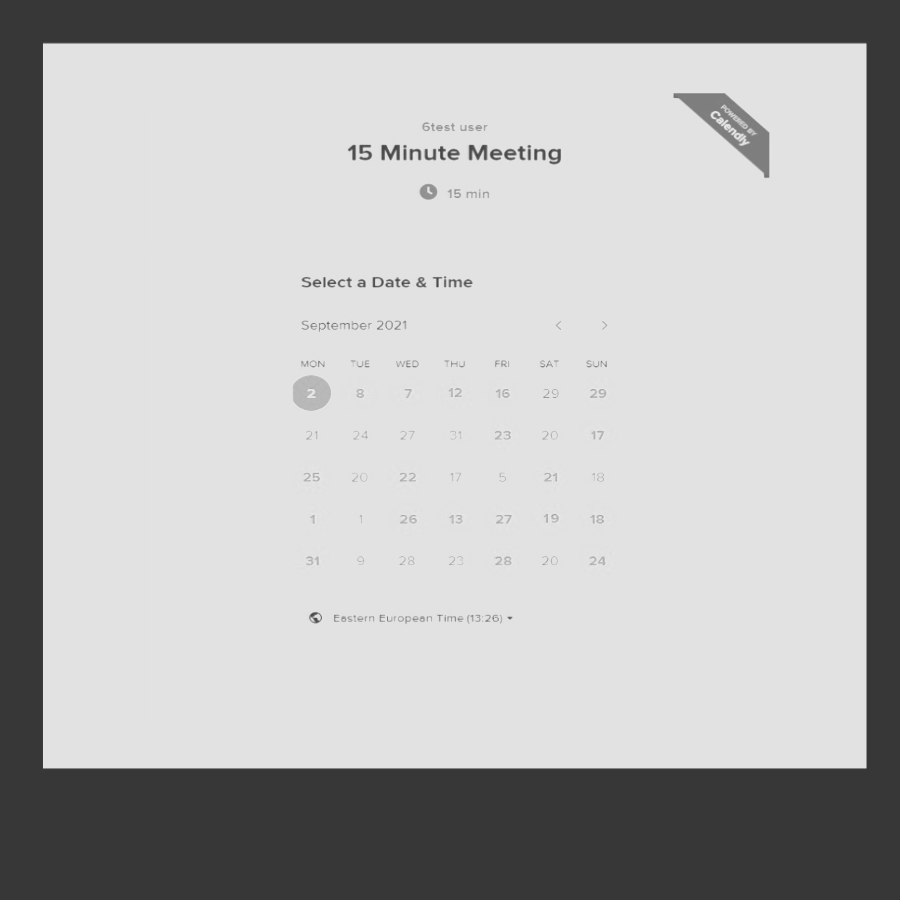 POWERED BY
Calendly
6test user
15 Minute Meeting
15 min
Select a Date & Time
September 2021
MON TUE WED THU FRI SAT SUN
2 8 7 12 16 29 29
21 24 27 31 23 20 17
25 20 22 17 5 21 18
1 1 26 13 27 19 18
31 9 28 23 28 20 24
Eastern European Time (13:26)